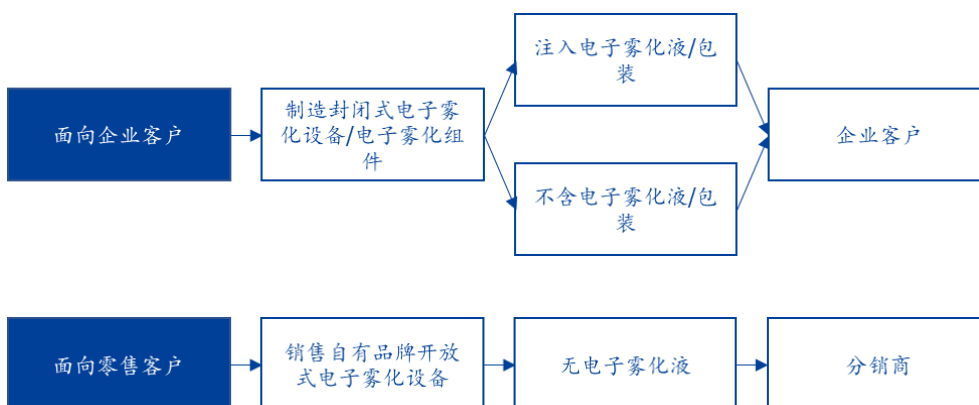 面向企业客户
制造封闭式电子雾
化设备/电子雾化组
件
注入电子雾化液/包
装
不含电子雾化液/包
装
企业客户
面向零售客户
销售自有品牌开放
式电子雾化设备
无电子雾化液
分销商